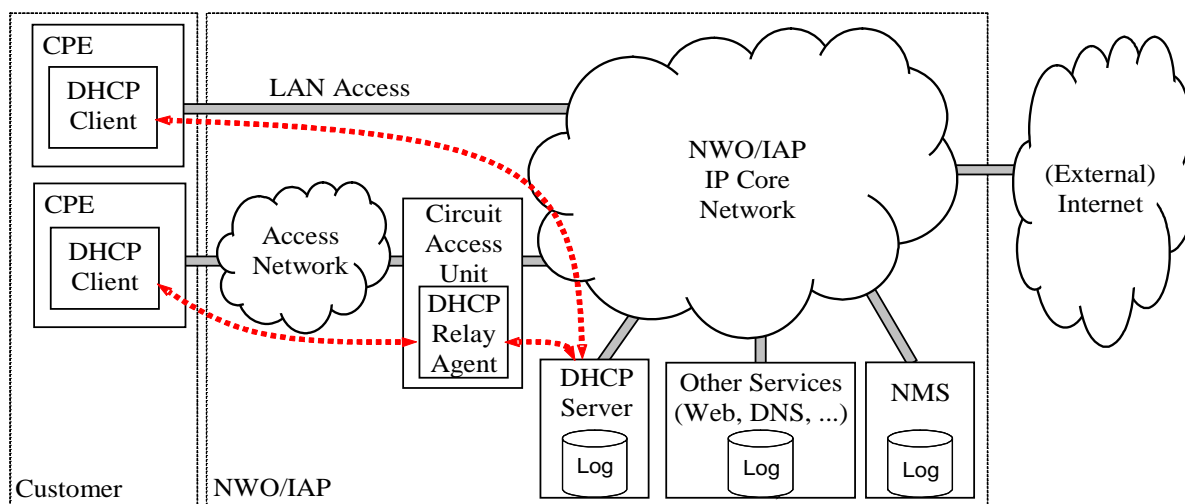 CPE
DHCP
Client
LAN Access
NWO/IAP
IP Core
Network
(External)
Internet
CPE
DHCP
Client
Access
Network
Circuit
Access
Unit
DHCP
Relay
Agent
DHCP
Server
Log
Other Services
(Web, DNS, ...)
Log
NMS
Log
Customer
NWO/IAP